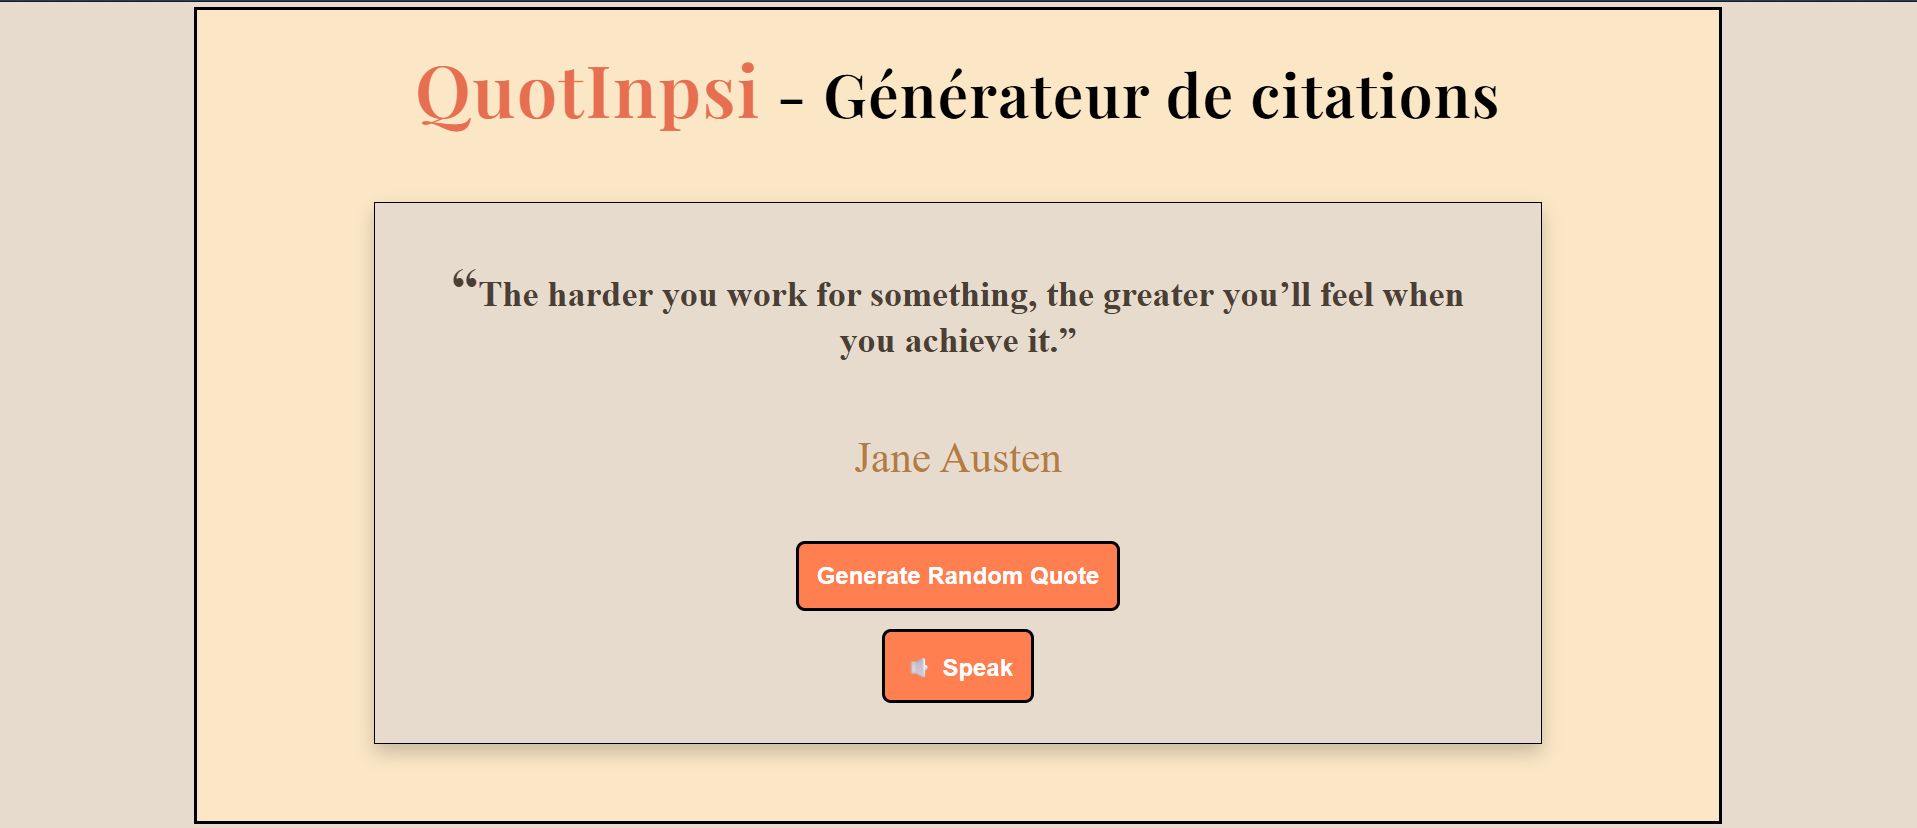 QuotInpsi - Générateur de citations
“The harder you work for something, the greater you’ll feel when
you achieve it.”
Jane Austen
Generate Random Quote
Speak